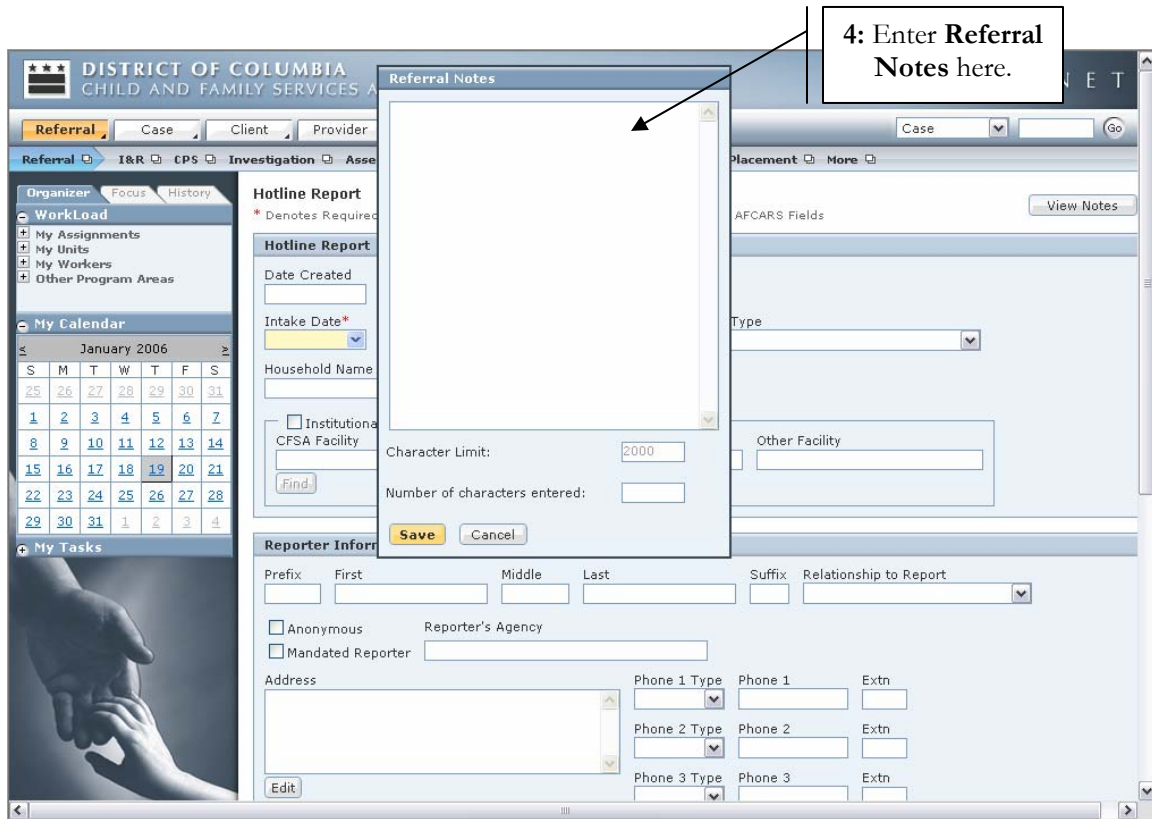 4: Enter Referral
Notes here.
DISTRICT OF COLUMBIA
CHILD AND FAMILY SERVICES A
N E T
Referral Case Client Provider Case Go
Referral I&R CPS Investigation Asse Placement More
Organizer Focus History
WorkLoad
My Assignments
My Units
My Workers
Other Program Areas
My Calendar
< January 2006 >
S M T W T F S
25 26 27 28 29 30 31
1 2 3 4 5 6 7
8 9 10 11 12 13 14
15 16 17 18 19 20 21
22 23 24 25 26 27 28
29 30 31 1 2 3 4
My Tasks
Hotline Report
* Denotes Required AFCARS Fields View Notes
Hotline Report
Date Created
Intake Date* Type
Household Name
Institutiona
CFSA Facility Other Facility
Find
Referral Notes
Character Limit: 2000
Number of characters entered:
Save Cancel
Reporter Inforr
Prefix First Middle Last Suffix Relationship to Report
Anonymous Reporter's Agency
Mandated Reporter
Address Phone 1 Type Phone 1 Extn
Phone 2 Type Phone 2 Extn
Phone 3 Type Phone 3 Extn
Edit